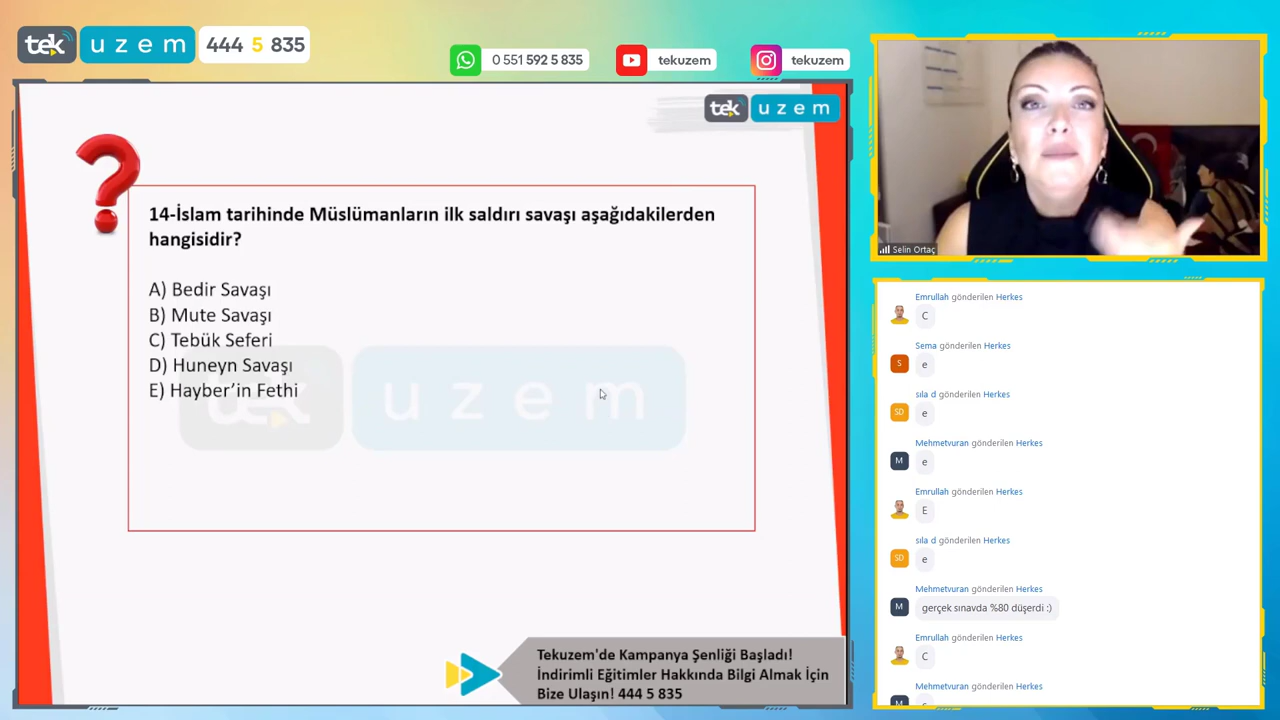 tek uzem 444 5 835
0 551 592 5 835
tekuzem
tekuzem
tek uzem
14-İslam tarihinde Müslümanların ilk saldırı savaşı aşağıdakilerden
hangisidir?
A) Bedir Savaşı
B) Mute Savaşı
C) Tebük Seferi
D) Huneyn Savaşı
E) Hayber’in Fethi
tek uzem
Tekuzem'de Kampanya Şenliği Başladı!
İndirimli Eğitimler Hakkında Bilgi Almak İçin
Bize Ulaşın! 444 5 835
Selin Ortaç
Emrullah gönderilen Herkes
C
Sema gönderilen Herkes
S
e
sıla d gönderilen Herkes
SD
e
Mehmetvuran gönderilen Herkes
M
e
Emrullah gönderilen Herkes
E
sıla d gönderilen Herkes
SD
e
Mehmetvuran gönderilen Herkes
M
gerçek sınavda %80 düşerdi :)
Emrullah gönderilen Herkes
C
Mehmetvuran gönderilen Herkes
M